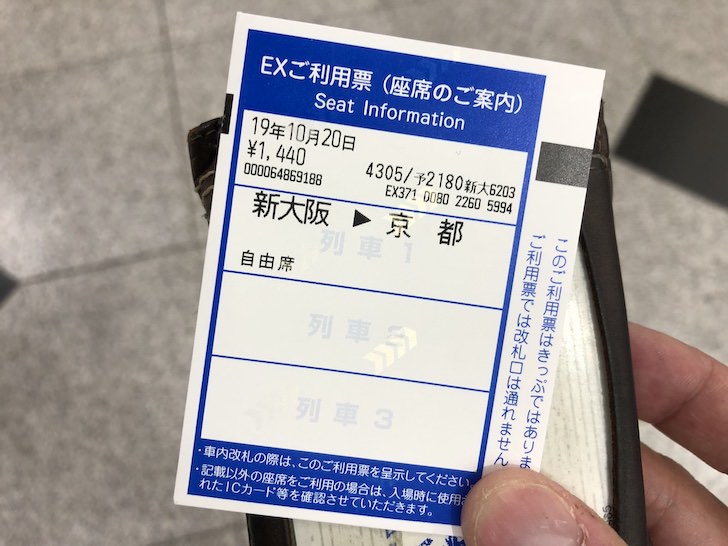 EXご利用票（座席のご案内）
Seat Information
19年10月20日
¥1,440
000064869188
4305/予2180新大6203
EX371 0080 2260 5994
新大阪 ▶ 京都
列車1
自由席
列車2
列車3
・車内改札の際は、このご利用票を呈示してください
・記載以外の座席をご利用の場合は、入場時に使用
れたICカード等を確認させていただきます。
このご利用票はきっぷではありま
ご利用票では改札口は通れません